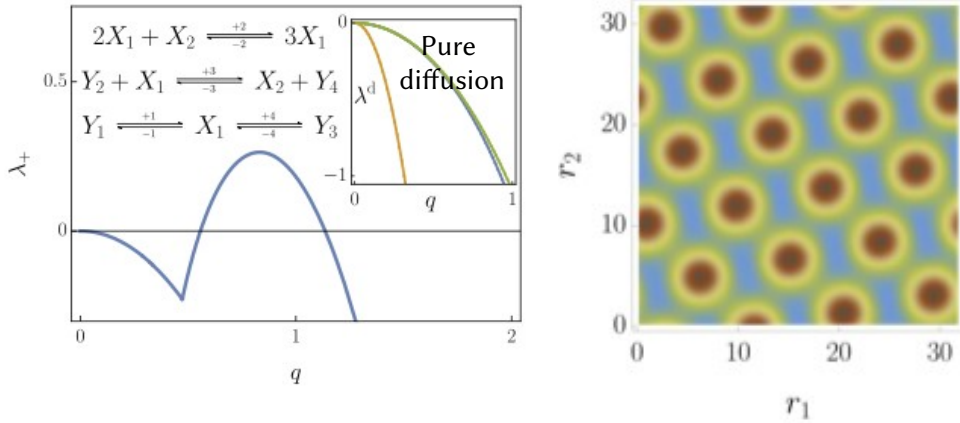 2X₁ + X₂ ⇌ 3X₁
+2
−2
Y₂ + X₁ ⇌ X₂ + Y₄
+3
−3
Y₁ ⇌ X₁ ⇌ Y₃
+1 +4
−1 −4
Pure
diffusion
λᵈ
0
−1
0 1
q
λ₊
0.5
0
0 1 2
q
r₂
30
20
10
0
0 10 20 30
r₁